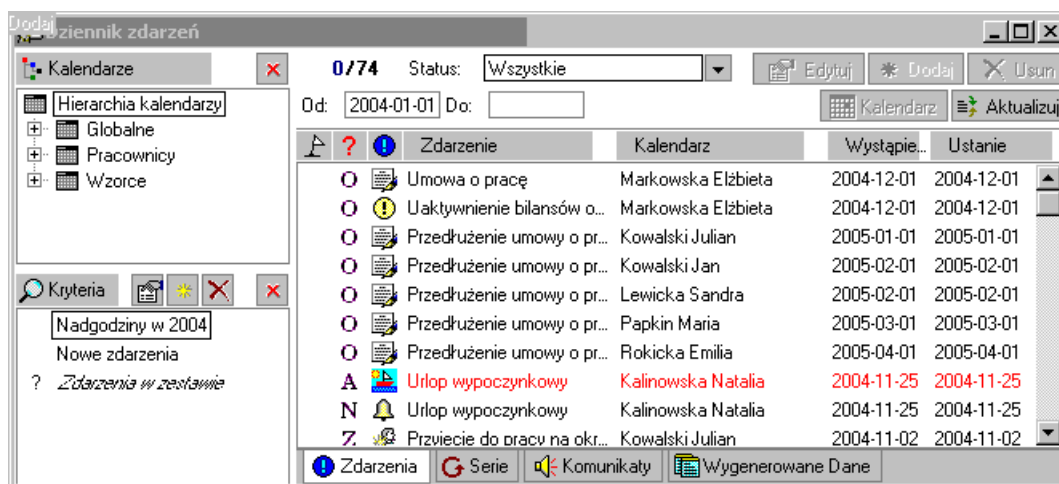 Dodaj
Dziennik zdarzeń
Kalendarze
Hierarchia kalendarzy
Globalne
Pracownicy
Wzorce
Kryteria
Nadgodziny w 2004
Nowe zdarzenia
? Zdarzenia w zestawie
0/74 Status: Wszystkie Edytuj Dodaj Usun
Od: 2004-01-01 Do: Kalendarz Aktualizuj
? Zdarzenie Kalendarz Wystąpie... Ustanie
O Umowa o pracę Markowska Elżbieta 2004-12-01 2004-12-01
O Uaktywnienie bilansów o... Markowska Elżbieta 2004-12-01 2004-12-01
O Przedłużenie umowy o pr... Kowalski Julian 2005-01-01 2005-01-01
O Przedłużenie umowy o pr... Kowalski Jan 2005-02-01 2005-02-01
O Przedłużenie umowy o pr... Lewicka Sandra 2005-02-01 2005-02-01
O Przedłużenie umowy o pr... Papkin Maria 2005-03-01 2005-03-01
O Przedłużenie umowy o pr... Rokicka Emilia 2005-04-01 2005-04-01
A Urlop wypoczynkowy Kalinowska Natalia 2004-11-25 2004-11-25
N Urlop wypoczynkowy Kalinowska Natalia 2004-11-25 2004-11-25
Z Przyjęcie do pracy na okr... Kowalski Julian 2004-11-02 2004-11-02
Zdarzenia Serie Komunikaty Wygenerowane Dane